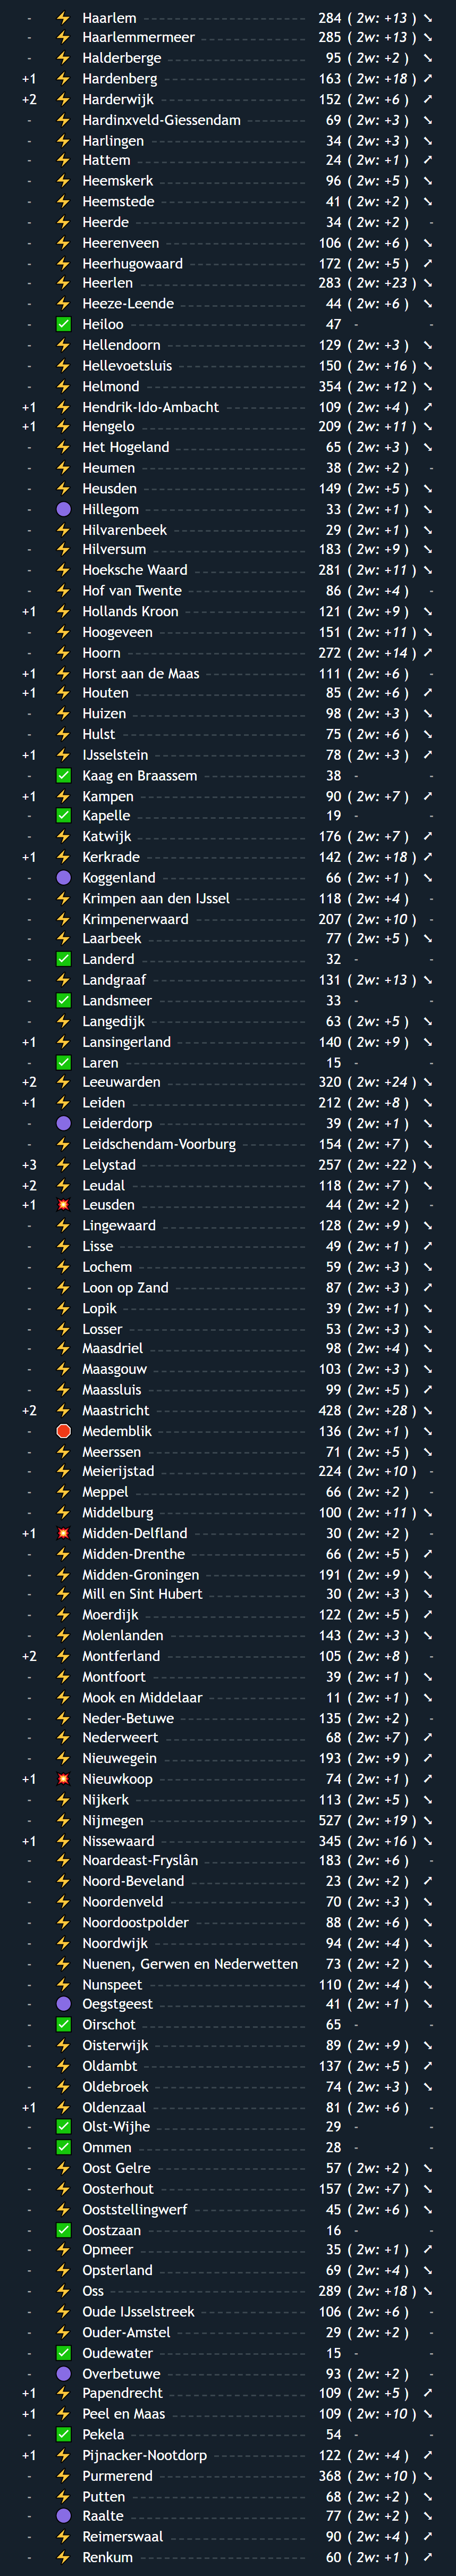 - ⚡ Haarlem 284 ( 2w: +13 ) ↘
- ⚡ Haarlemmermeer 285 ( 2w: +13 ) ↘
- ⚡ Halderberge 95 ( 2w: +2 ) ↘
+1 ⚡ Hardenberg 163 ( 2w: +18 ) ↗
+2 ⚡ Harderwijk 152 ( 2w: +6 ) ↗
- ⚡ Hardinxveld-Giessendam 69 ( 2w: +3 ) ↘
- ⚡ Harlingen 34 ( 2w: +3 ) ↘
- ⚡ Hattem 24 ( 2w: +1 ) ↗
- ⚡ Heemskerk 96 ( 2w: +5 ) ↘
- ⚡ Heemstede 41 ( 2w: +2 ) ↘
- ⚡ Heerde 34 ( 2w: +2 ) -
- ⚡ Heerenveen 106 ( 2w: +6 ) ↘
- ⚡ Heerhugowaard 172 ( 2w: +5 ) ↗
- ⚡ Heerlen 283 ( 2w: +23 ) ↘
- ⚡ Heeze-Leende 44 ( 2w: +6 ) ↘
- ✅ Heiloo 47 - -
- ⚡ Hellendoorn 129 ( 2w: +3 ) ↘
- ⚡ Hellevoetsluis 150 ( 2w: +16 ) ↘
- ⚡ Helmond 354 ( 2w: +12 ) ↘
+1 ⚡ Hendrik-Ido-Ambacht 109 ( 2w: +4 ) ↗
+1 ⚡ Hengelo 209 ( 2w: +11 ) ↘
- ⚡ Het Hogeland 65 ( 2w: +3 ) ↘
- ⚡ Heumen 38 ( 2w: +2 ) -
- ⚡ Heusden 149 ( 2w: +5 ) ↘
- 🟣 Hillegom 33 ( 2w: +1 ) ↘
- ⚡ Hilvarenbeek 29 ( 2w: +1 ) ↘
- ⚡ Hilversum 183 ( 2w: +9 ) ↘
- ⚡ Hoeksche Waard 281 ( 2w: +11 ) ↘
- ⚡ Hof van Twente 86 ( 2w: +4 ) -
+1 ⚡ Hollands Kroon 121 ( 2w: +9 ) ↘
- ⚡ Hoogeveen 151 ( 2w: +11 ) ↘
- ⚡ Hoorn 272 ( 2w: +14 ) ↗
+1 ⚡ Horst aan de Maas 111 ( 2w: +6 ) -
+1 ⚡ Houten 85 ( 2w: +6 ) ↗
- ⚡ Huizen 98 ( 2w: +3 ) ↘
- ⚡ Hulst 75 ( 2w: +6 ) ↘
+1 ⚡ IJsselstein 78 ( 2w: +3 ) ↗
- ✅ Kaag en Braassem 38 - -
+1 ⚡ Kampen 90 ( 2w: +7 ) ↗
- ✅ Kapelle 19 - -
- ⚡ Katwijk 176 ( 2w: +7 ) ↗
+1 ⚡ Kerkrade 142 ( 2w: +18 ) ↗
- 🟣 Koggenland 66 ( 2w: +1 ) ↘
- ⚡ Krimpen aan den IJssel 118 ( 2w: +4 ) -
- ⚡ Krimpenerwaard 207 ( 2w: +10 ) -
- ⚡ Laarbeek 77 ( 2w: +5 ) ↘
- ✅ Landerd 32 - -
- ⚡ Landgraaf 131 ( 2w: +13 ) ↘
- ✅ Landsmeer 33 - -
- ⚡ Langedijk 63 ( 2w: +5 ) ↘
+1 ⚡ Lansingerland 140 ( 2w: +9 ) ↘
- ✅ Laren 15 - -
+2 ⚡ Leeuwarden 320 ( 2w: +24 ) ↘
+1 ⚡ Leiden 212 ( 2w: +8 ) ↘
- 🟣 Leiderdorp 39 ( 2w: +1 ) ↘
- ⚡ Leidschendam-Voorburg 154 ( 2w: +7 ) ↘
+3 ⚡ Lelystad 257 ( 2w: +22 ) ↘
+2 ⚡ Leudal 118 ( 2w: +7 ) ↘
+1 💥 Leusden 44 ( 2w: +2 ) -
- ⚡ Lingewaard 128 ( 2w: +9 ) ↘
- ⚡ Lisse 49 ( 2w: +1 ) ↗
- ⚡ Lochem 59 ( 2w: +3 ) ↘
- ⚡ Loon op Zand 87 ( 2w: +3 ) ↗
- ⚡ Lopik 39 ( 2w: +1 ) ↘
- ⚡ Losser 53 ( 2w: +3 ) ↘
- ⚡ Maasdriel 98 ( 2w: +4 ) ↘
- ⚡ Maasgouw 103 ( 2w: +3 ) ↘
- ⚡ Maassluis 99 ( 2w: +5 ) ↗
+2 ⚡ Maastricht 428 ( 2w: +28 ) ↘
- 🛑 Medemblik 136 ( 2w: +1 ) ↘
- ⚡ Meerssen 71 ( 2w: +5 ) ↘
- ⚡ Meierijstad 224 ( 2w: +10 ) -
- ⚡ Meppel 66 ( 2w: +2 ) -
- ⚡ Middelburg 100 ( 2w: +11 ) ↘
+1 💥 Midden-Delfland 30 ( 2w: +2 ) -
- ⚡ Midden-Drenthe 66 ( 2w: +5 ) ↗
- ⚡ Midden-Groningen 191 ( 2w: +9 ) ↘
- ⚡ Mill en Sint Hubert 30 ( 2w: +3 ) ↘
- ⚡ Moerdijk 122 ( 2w: +5 ) ↗
- ⚡ Molenlanden 143 ( 2w: +3 ) ↘
+2 ⚡ Montferland 105 ( 2w: +8 ) -
- ⚡ Montfoort 39 ( 2w: +1 ) ↘
- ⚡ Mook en Middelaar 11 ( 2w: +1 ) ↘
- ⚡ Neder-Betuwe 135 ( 2w: +2 ) -
- ⚡ Nederweert 68 ( 2w: +7 ) ↗
- ⚡ Nieuwegein 193 ( 2w: +9 ) ↗
+1 💥 Nieuwkoop 74 ( 2w: +1 ) ↗
- ⚡ Nijkerk 113 ( 2w: +5 ) ↘
- ⚡ Nijmegen 527 ( 2w: +19 ) ↘
+1 ⚡ Nissewaard 345 ( 2w: +16 ) ↘
- ⚡ Noardeast-Fryslân 183 ( 2w: +6 ) -
- ⚡ Noord-Beveland 23 ( 2w: +2 ) ↗
- ⚡ Noordenveld 70 ( 2w: +3 ) ↘
- ⚡ Noordoostpolder 88 ( 2w: +6 ) ↘
- ⚡ Noordwijk 94 ( 2w: +4 ) ↘
- ⚡ Nuenen, Gerwen en Nederwetten 73 ( 2w: +2 ) ↘
- ⚡ Nunspeet 110 ( 2w: +4 ) ↘
- 🟣 Oegstgeest 41 ( 2w: +1 ) ↘
- ✅ Oirschot 65 - -
- ⚡ Oisterwijk 89 ( 2w: +9 ) ↘
- ⚡ Oldambt 137 ( 2w: +5 ) ↗
- ⚡ Oldebroek 74 ( 2w: +3 ) ↘
+1 ⚡ Oldenzaal 81 ( 2w: +6 ) -
- ✅ Olst-Wijhe 29 - -
- ✅ Ommen 28 - -
- ⚡ Oost Gelre 57 ( 2w: +2 ) ↘
- ⚡ Oosterhout 157 ( 2w: +7 ) ↘
- ⚡ Ooststellingwerf 45 ( 2w: +6 ) ↘
- ✅ Oostzaan 16 - -
- ⚡ Opmeer 35 ( 2w: +1 ) ↗
- ⚡ Opsterland 69 ( 2w: +4 ) ↘
- ⚡ Oss 289 ( 2w: +18 ) ↘
- ⚡ Oude IJsselstreek 106 ( 2w: +6 ) -
- ⚡ Ouder-Amstel 29 ( 2w: +2 ) -
- ✅ Oudewater 15 - -
- 🟣 Overbetuwe 93 ( 2w: +2 ) -
+1 ⚡ Papendrecht 109 ( 2w: +5 ) ↗
+1 ⚡ Peel en Maas 109 ( 2w: +10 ) ↘
- ✅ Pekela 54 - -
+1 ⚡ Pijnacker-Nootdorp 122 ( 2w: +4 ) ↗
- ⚡ Purmerend 368 ( 2w: +10 ) ↘
- ⚡ Putten 68 ( 2w: +2 ) ↘
- 🟣 Raalte 77 ( 2w: +2 ) ↘
- ⚡ Reimerswaal 90 ( 2w: +4 ) ↗
- ⚡ Renkum 60 ( 2w: +1 ) ↗